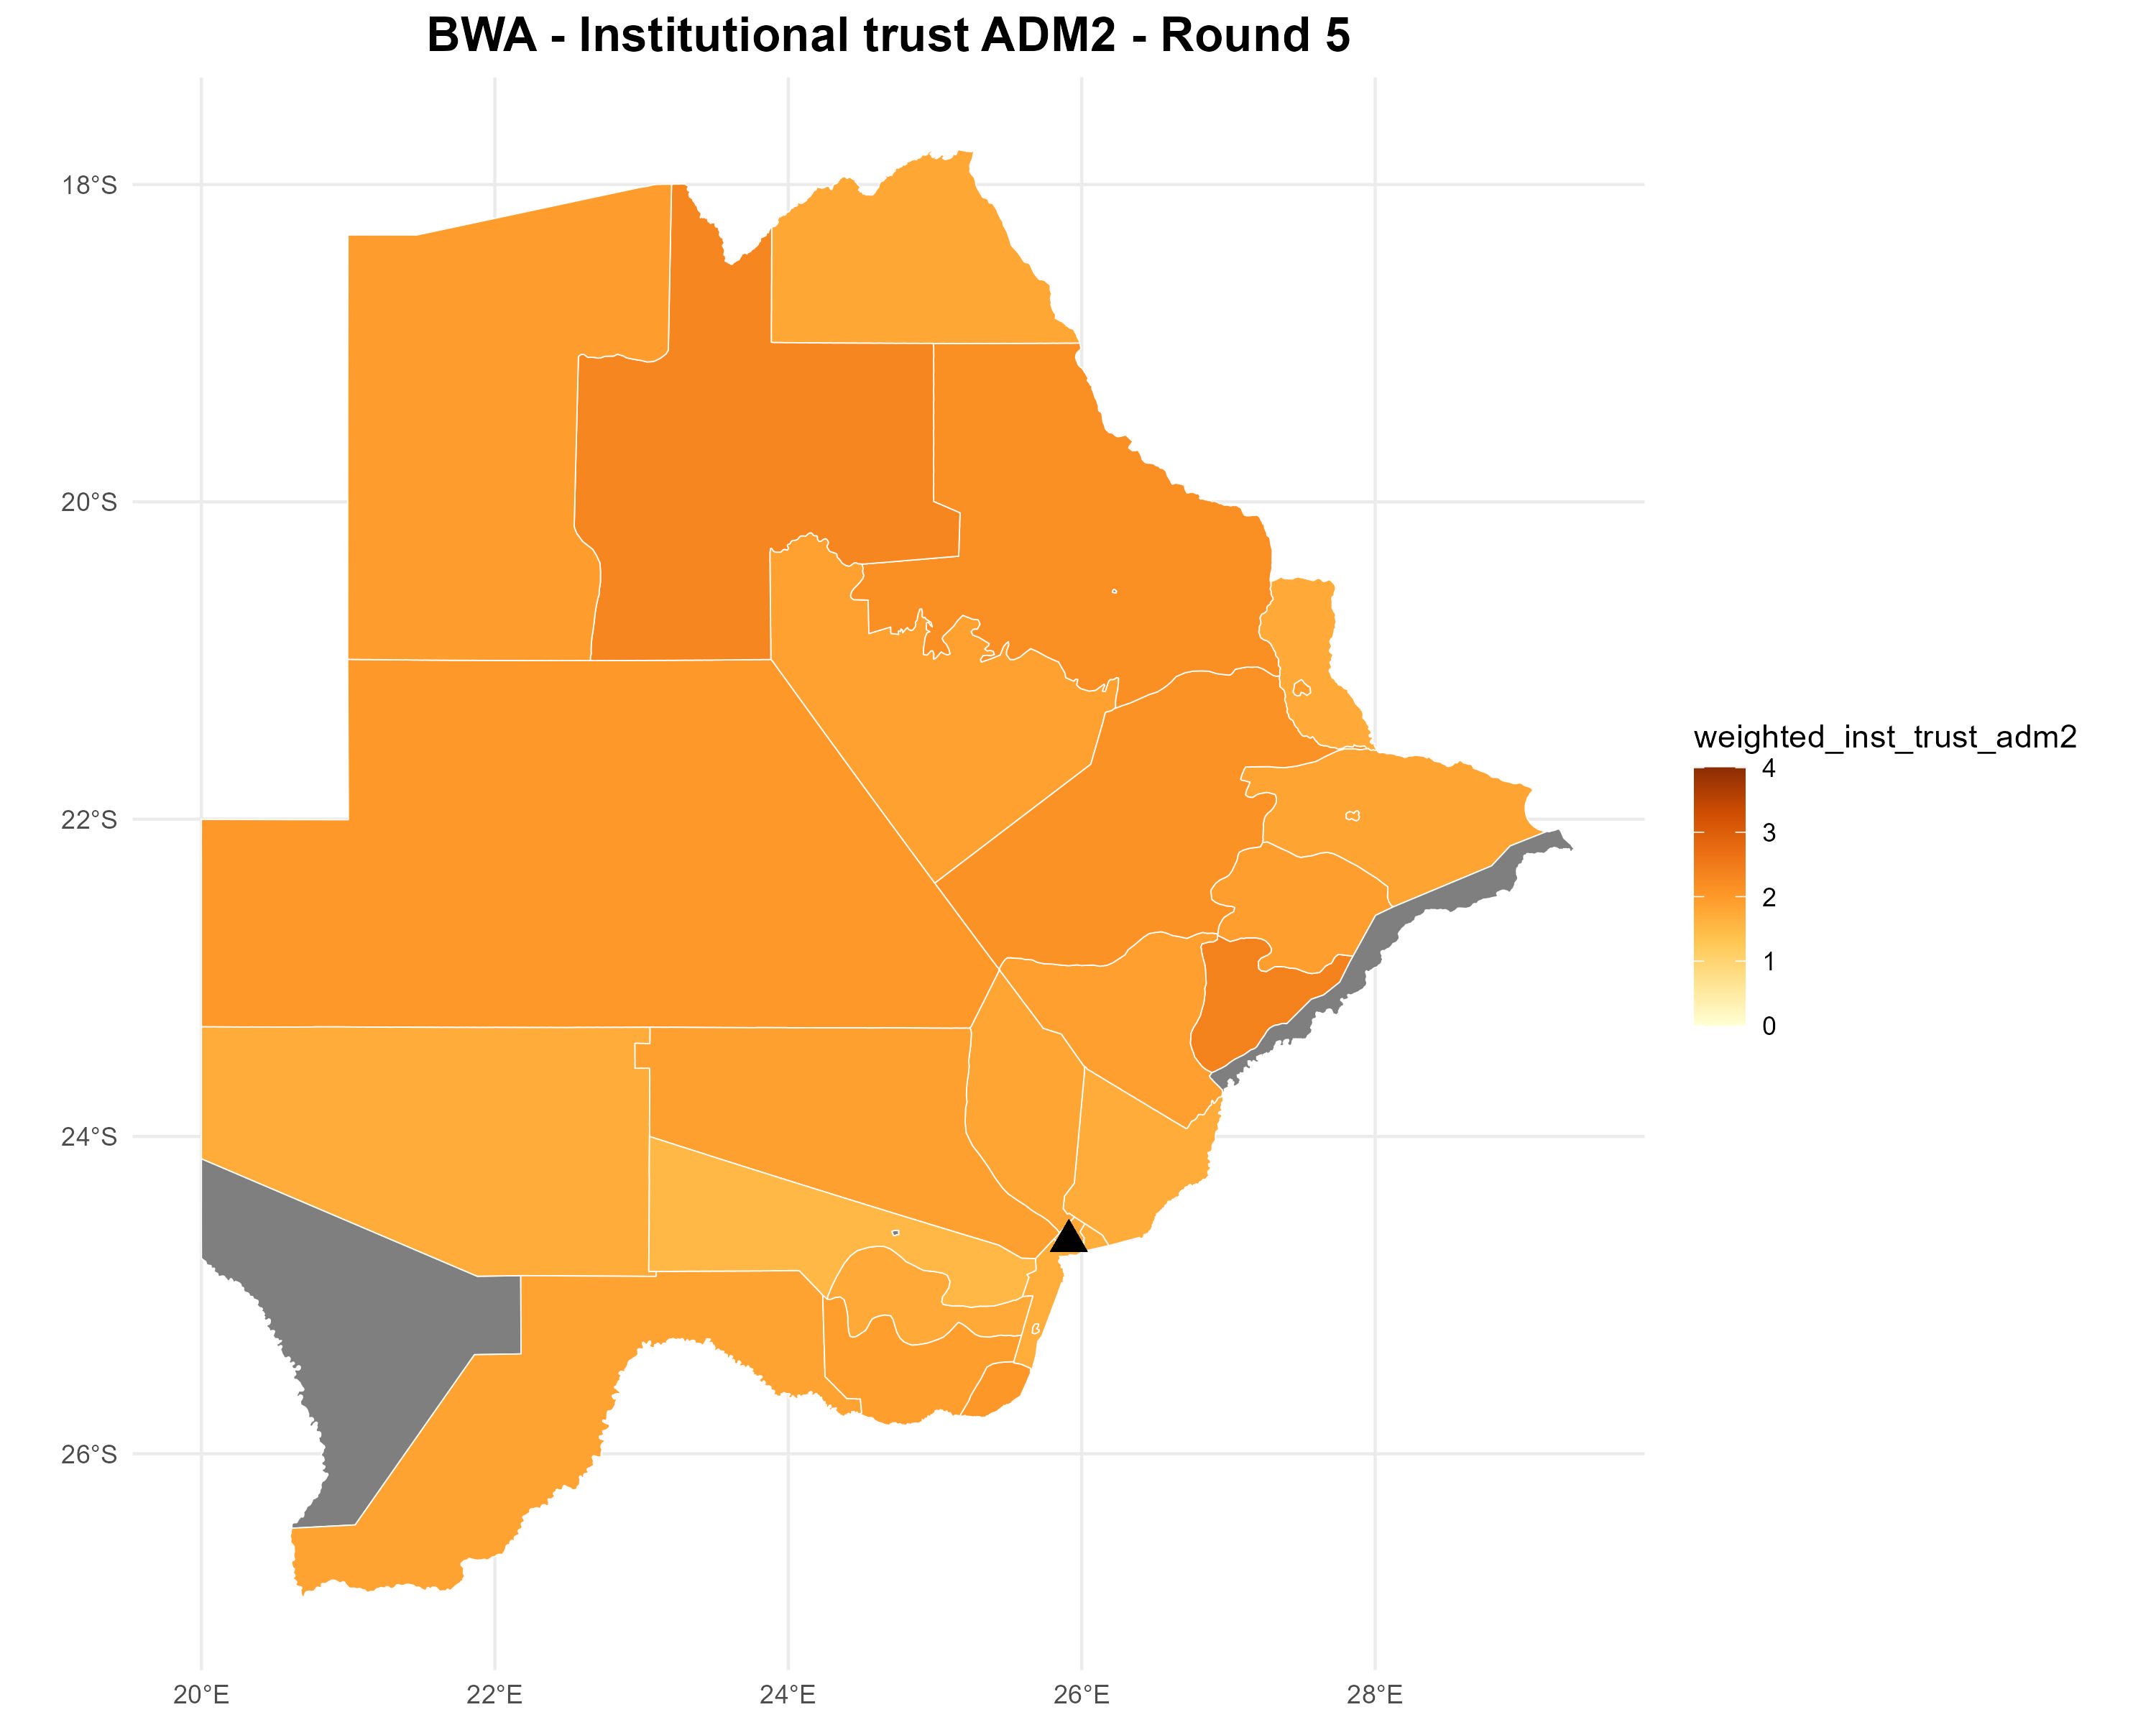 BWA - Institutional trust ADM2 - Round 5
18°S
20°S
22°S
24°S
26°S
20°E
22°E
24°E
26°E
28°E
weighted_inst_trust_adm2
4
3
2
1
0